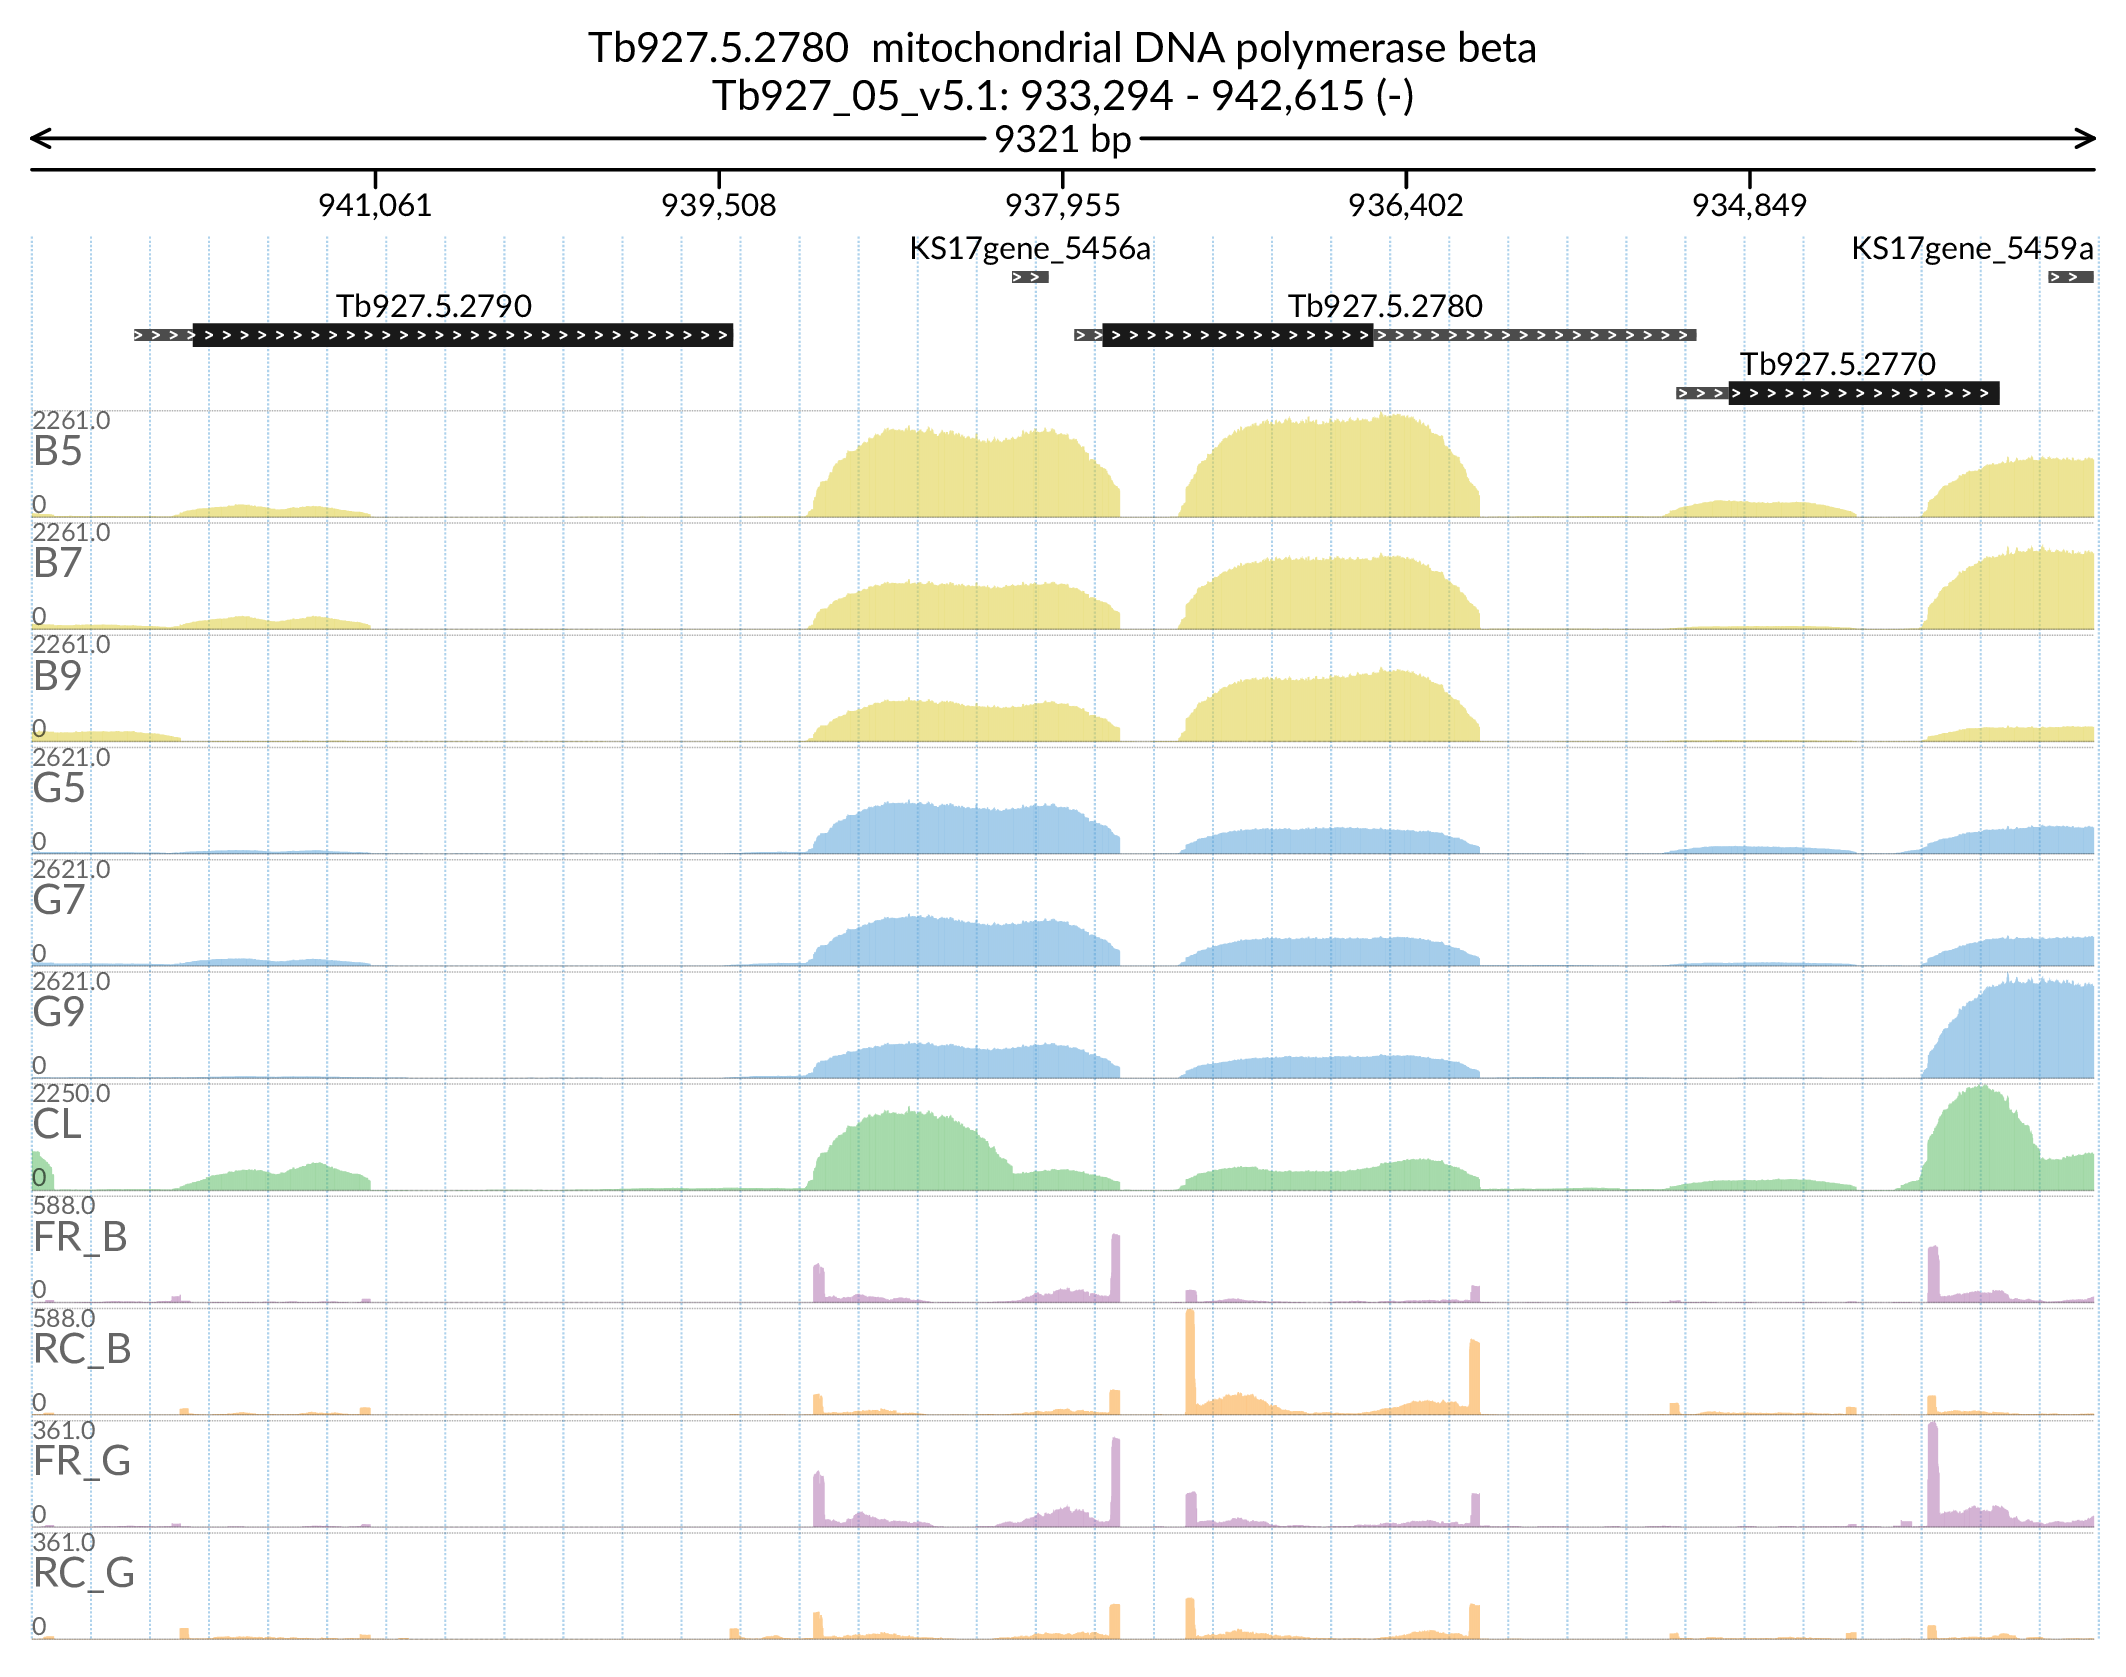 Tb927.5.2780  mitochondrial DNA polymerase beta
Tb927_05_v5.1: 933,294 - 942,615 (-)
9321 bp
941,061 939,508 937,955 936,402 934,849
KS17gene_5456a KS17gene_5459a
Tb927.5.2790 Tb927.5.2780
Tb927.5.2770
2261.0
B5
0
2261.0
B7
0
2261.0
B9
0
2621.0
G5
0
2621.0
G7
0
2621.0
G9
0
2250.0
CL
0
588.0
FR_B
0
588.0
RC_B
0
361.0
FR_G
0
361.0
RC_G
0